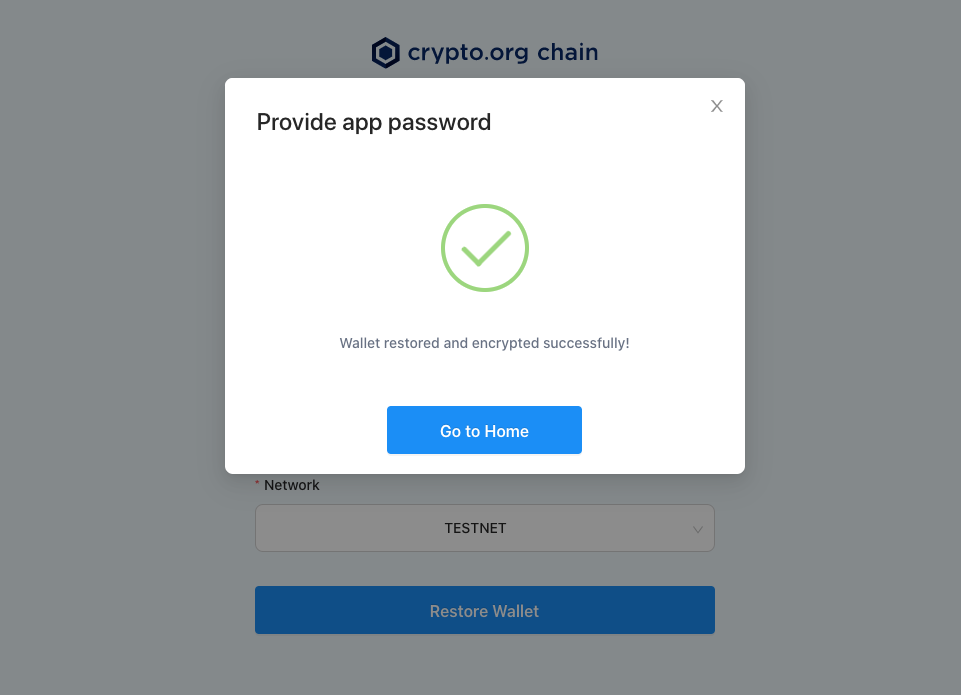 crypto.org chain
Provide app password
Wallet restored and encrypted successfully!
Go to Home
* Network
TESTNET
Restore Wallet